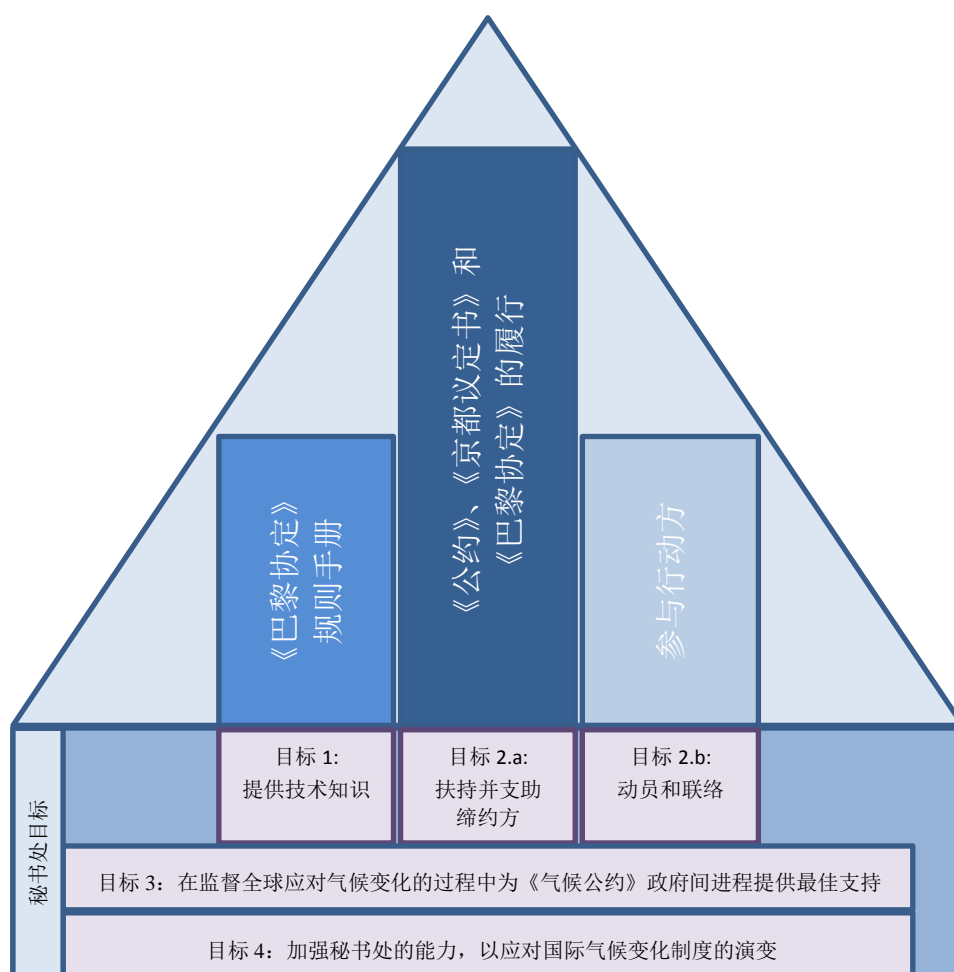 《公约》、《京都议定书》和
《巴黎协定》的履行
《巴黎协定》
规则手册
参与行动方
目标 1:
提供技术知识
目标 2.a:
扶持并支助
缔约方
目标 2.b:
动员和联络
秘书处目标
目标 3：在监督全球应对气候变化的过程中为《气候公约》政府间进程提供最佳支持
目标 4：加强秘书处的能力，以应对国际气候变化制度的演变